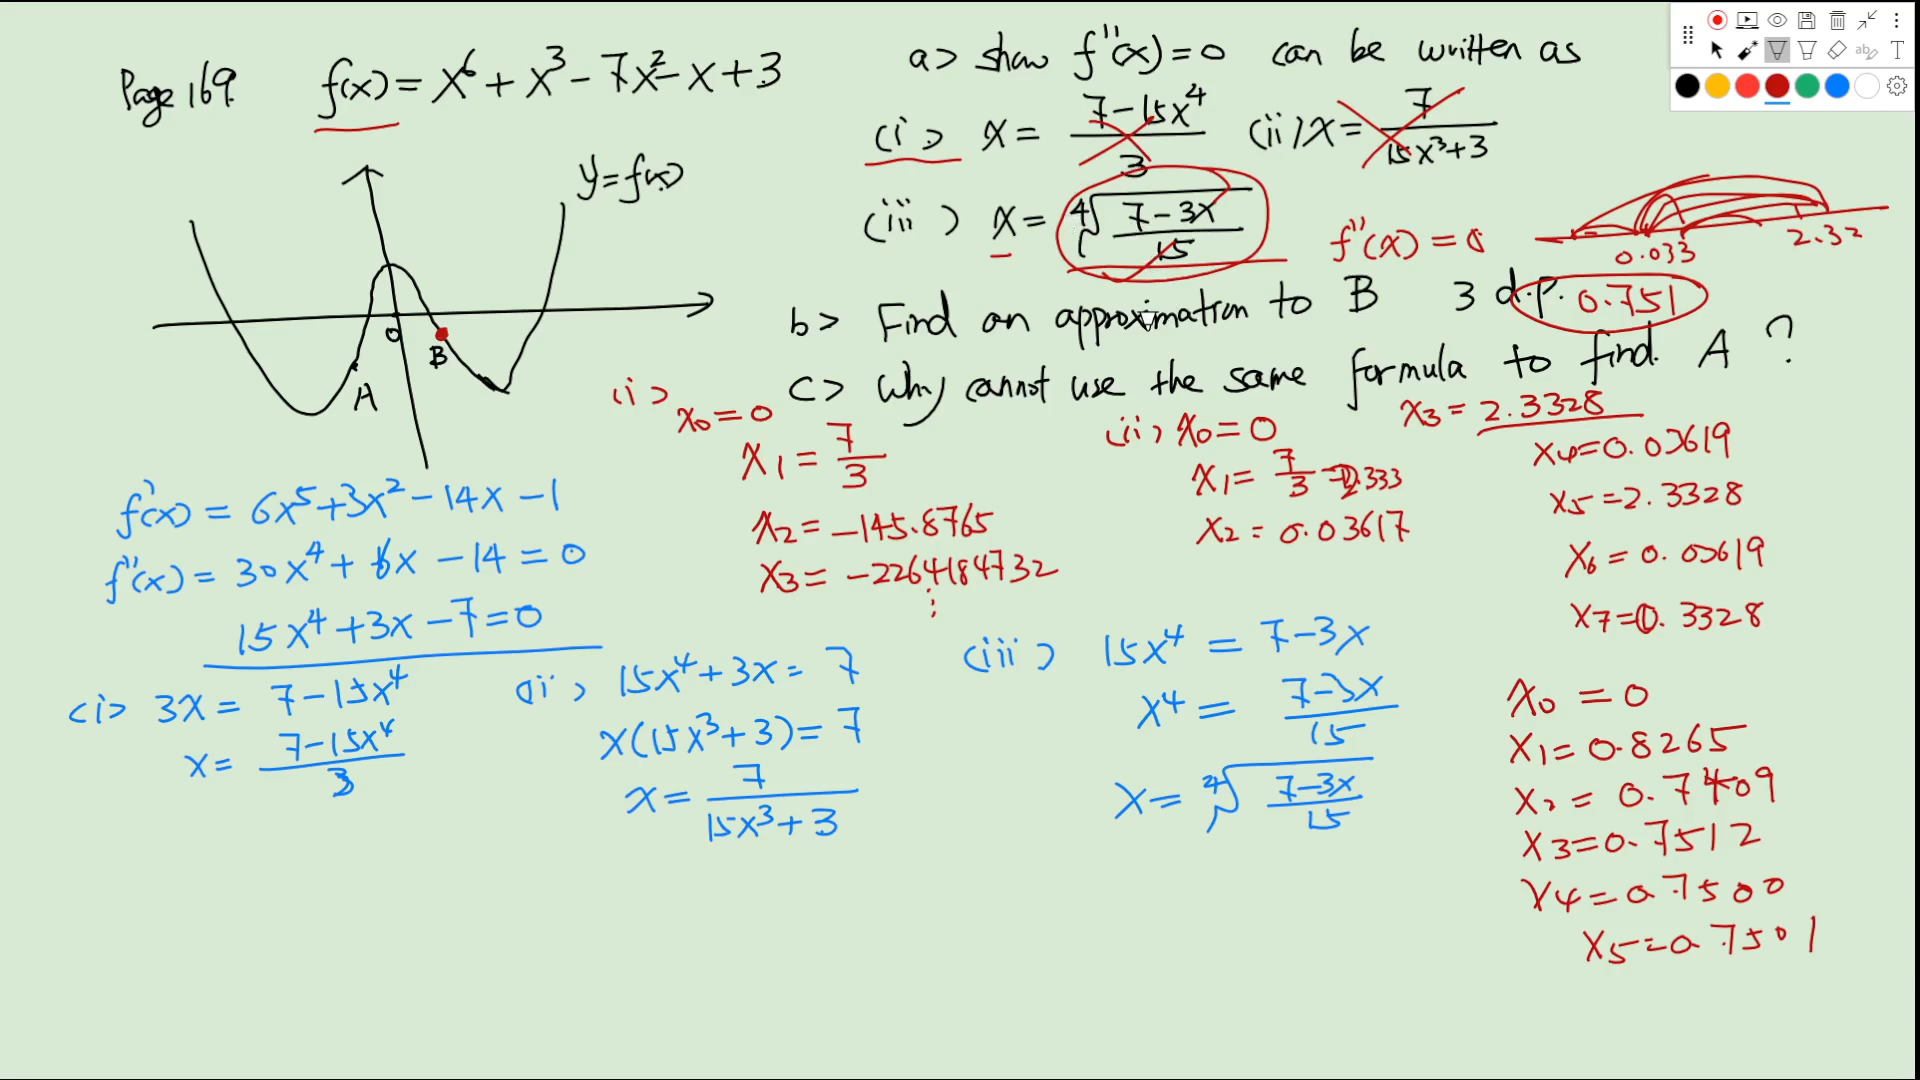 Page 169 f(x) = x⁶ + x³ - 7x² - x + 3
y=f(x)
O
A
B
a> show f''(x)=0 can be written as
(i) x = (7-15x⁴)/3 (ii) x = 7/(15x³+3)
(iii) x = ⁴√((7-3x)/15) f''(x) = 0
0.033 2.32
b> Find an approximation to B 3 d.p. 0.751
c> Why cannot use the same formula to find A ?
(i) x₀ = 0
x₁ = 7/3
x₂ = -145.8765
x₃ = -2264184732
⋮
(ii) x₀ = 0
x₁ = 7/3 = 2.333
x₂ = 0.03617
x₃ = 2.3328
x₄=0.03619
x₅=2.3328
x₆ = 0.03619
x₇=0.3328
f'(x) = 6x⁵+3x²-14x-1
f''(x) = 30x⁴+6x-14 = 0
15x⁴+3x-7=0
(i) 3x = 7-15x⁴
x = (7-15x⁴)/3
(ii) 15x⁴+3x = 7
x(15x³+3) = 7
x = 7/(15x³+3)
(iii) 15x⁴ = 7-3x
x⁴ = (7-3x)/15
x = ⁴√((7-3x)/15)
x₀ = 0
x₁=0.8265
x₂ = 0.7409
x₃=0.7512
x₄=0.7500
x₅=0.7501